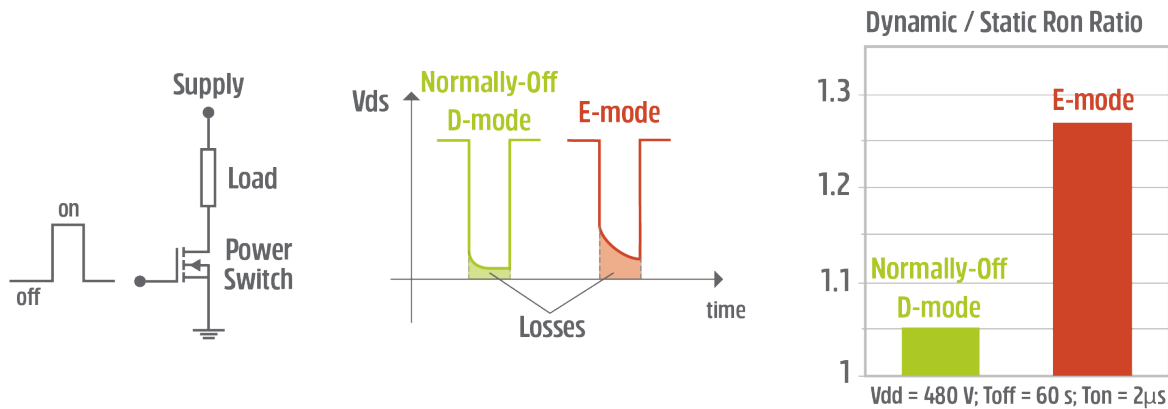 Supply
Load
on
off
Power
Switch
Vds
Normally-Off
D-mode
E-mode
Losses
time
Dynamic / Static Ron Ratio
1.3
1.2
1.1
1
E-mode
Normally-Off
D-mode
Vdd = 480 V; Toff = 60 s; Ton = 2µs